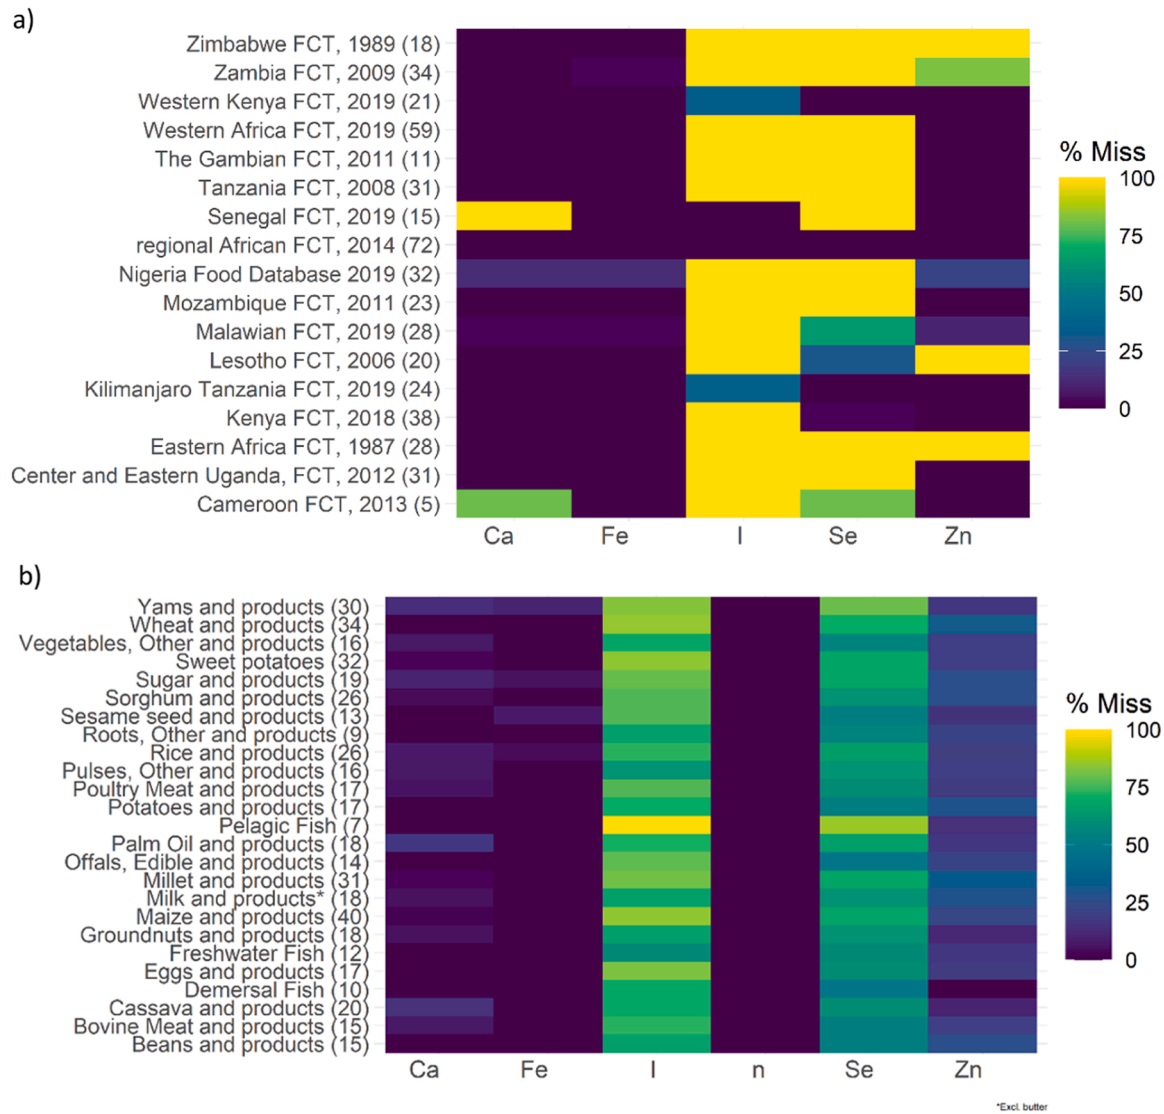 a)
Zimbabwe FCT, 1989 (18)
Zambia FCT, 2009 (34)
Western Kenya FCT, 2019 (21)
Western Africa FCT, 2019 (59)
The Gambian FCT, 2011 (11)
Tanzania FCT, 2008 (31)
Senegal FCT, 2019 (15)
regional African FCT, 2014 (72)
Nigeria Food Database 2019 (32)
Mozambique FCT, 2011 (23)
Malawian FCT, 2019 (28)
Lesotho FCT, 2006 (20)
Kilimanjaro Tanzania FCT, 2019 (24)
Kenya FCT, 2018 (38)
Eastern Africa FCT, 1987 (28)
Center and Eastern Uganda, FCT, 2012 (31)
Cameroon FCT, 2013 (5)
Ca Fe I Se Zn
% Miss
100
75
50
25
0
b)
Yams and products (30)
Wheat and products (34)
Vegetables, Other and products (16)
Sweet potatoes (32)
Sugar and products (19)
Sorghum and products (26)
Sesame seed and products (13)
Roots, Other and products (9)
Rice and products (26)
Pulses, Other and products (16)
Poultry Meat and products (17)
Potatoes and products (17)
Pelagic Fish (7)
Palm Oil and products (18)
Offals, Edible and products (14)
Millet and products (31)
Milk and products* (18)
Maize and products (40)
Groundnuts and products (18)
Freshwater Fish (12)
Eggs and products (17)
Demersal Fish (10)
Cassava and products (20)
Bovine Meat and products (15)
Beans and products (15)
Ca Fe I n Se Zn
% Miss
100
75
50
25
0
*Excl. butter